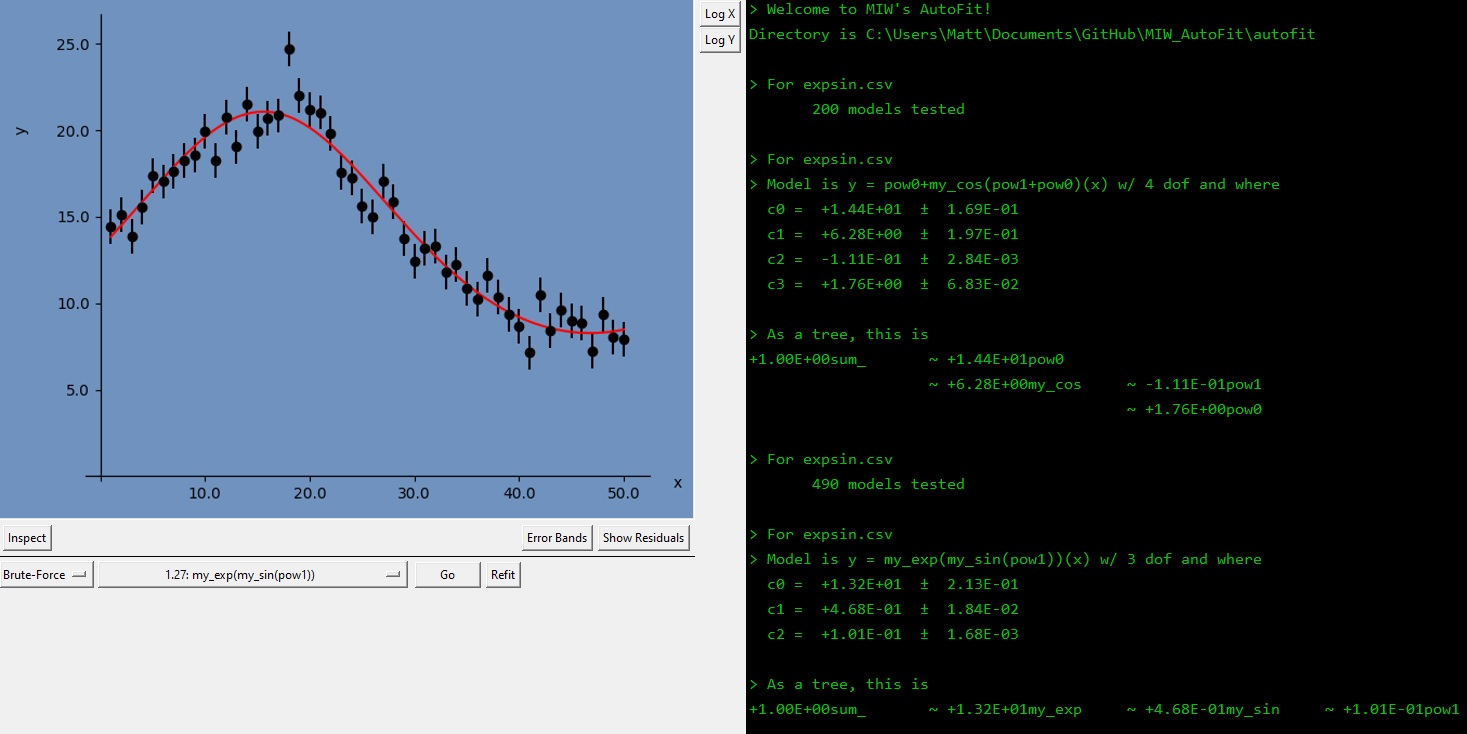 25.0
20.0
y
15.0
10.0
5.0
x
10.0 20.0 30.0 40.0 50.0
Log X
Log Y
Inspect
Error Bands
Show Residuals
Brute-Force
1.27: my_exp(my_sin(pow1))
Go
Refit
> Welcome to MIW's AutoFit!
Directory is C:\Users\Matt\Documents\GitHub\MIW_AutoFit\autofit
> For expsin.csv
200 models tested
> For expsin.csv
> Model is y = pow0+my_cos(pow1+pow0)(x) w/ 4 dof and where
c0 = +1.44E+01 ± 1.69E-01
c1 = +6.28E+00 ± 1.97E-01
c2 = -1.11E-01 ± 2.84E-03
c3 = +1.76E+00 ± 6.83E-02
> As a tree, this is
+1.00E+00sum_ ~ +1.44E+01pow0
~ +6.28E+00my_cos ~ -1.11E-01pow1
~ +1.76E+00pow0
> For expsin.csv
490 models tested
> For expsin.csv
> Model is y = my_exp(my_sin(pow1))(x) w/ 3 dof and where
c0 = +1.32E+01 ± 2.13E-01
c1 = +4.68E-01 ± 1.84E-02
c2 = +1.01E-01 ± 1.68E-03
> As a tree, this is
+1.00E+00sum_ ~ +1.32E+01my_exp ~ +4.68E-01my_sin ~ +1.01E-01pow1